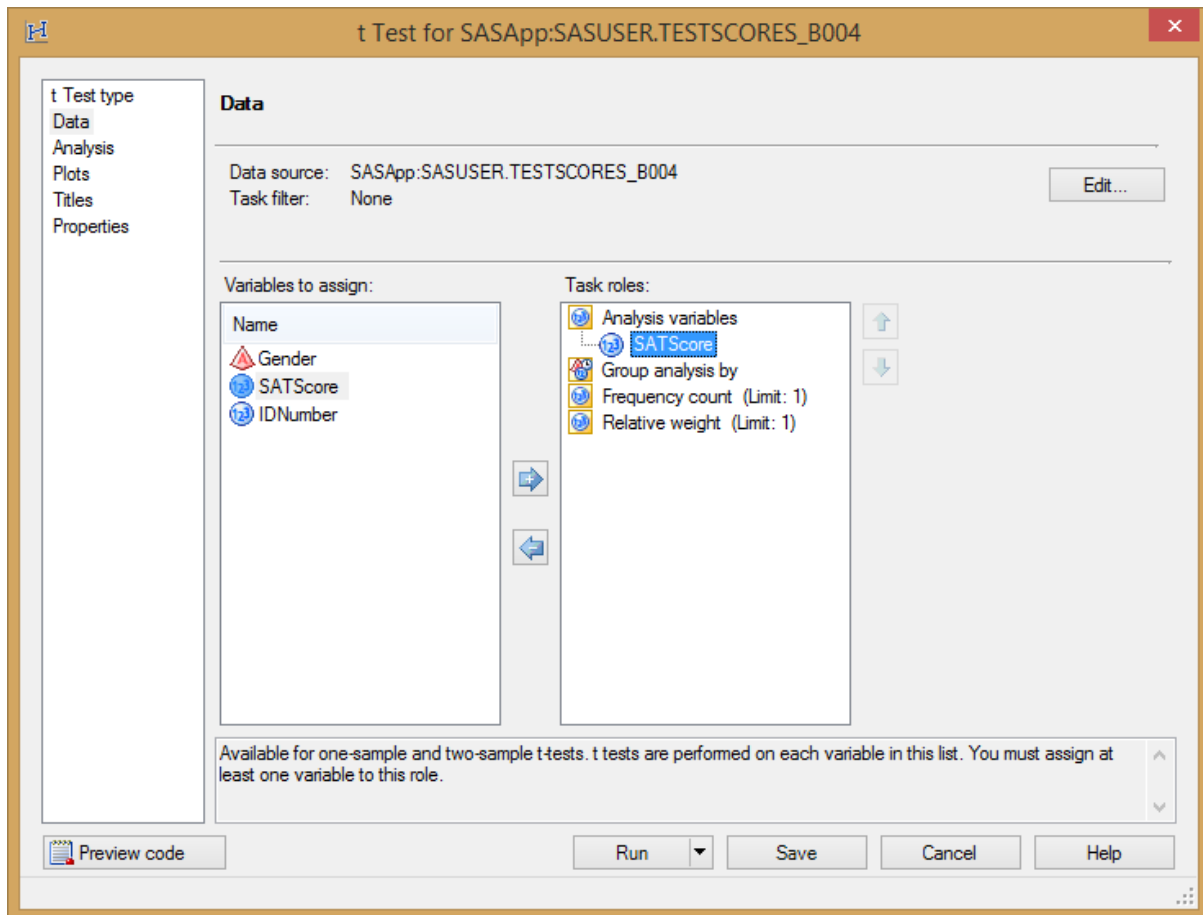 t Test for SASApp:SASUSER.TESTSCORES_B004
t Test type
Data
Analysis
Plots
Titles
Properties
Data
Data source: SASApp:SASUSER.TESTSCORES_B004
Task filter: None
Edit...
Variables to assign:
Name
Gender
SATScore
IDNumber
Task roles:
Analysis variables
SATScore
Group analysis by
Frequency count (Limit: 1)
Relative weight (Limit: 1)
Available for one-sample and two-sample t-tests. t tests are performed on each variable in this list. You must assign at
least one variable to this role.
Preview code
Run
Save
Cancel
Help